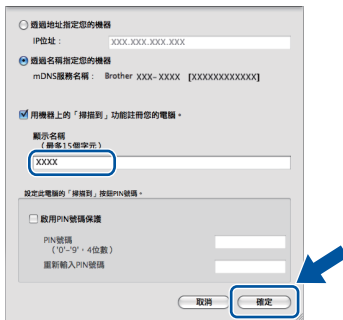 透過地址指定您的機器
IP位址： XXX.XXX.XXX.XXX
透過名稱指定您的機器
mDNS服務名稱： Brother XXX-XXXX [XXXXXXXXXXXX]
用機器上的「掃描到」功能註冊您的電腦。
顯示名稱
（最多15個字元）
XXXX
設定此電腦的「掃描到」按鈕PIN號碼。
啟用PIN號碼保護
PIN號碼
（'0'-'9'，4位數）
重新輸入PIN號碼
取消 確定